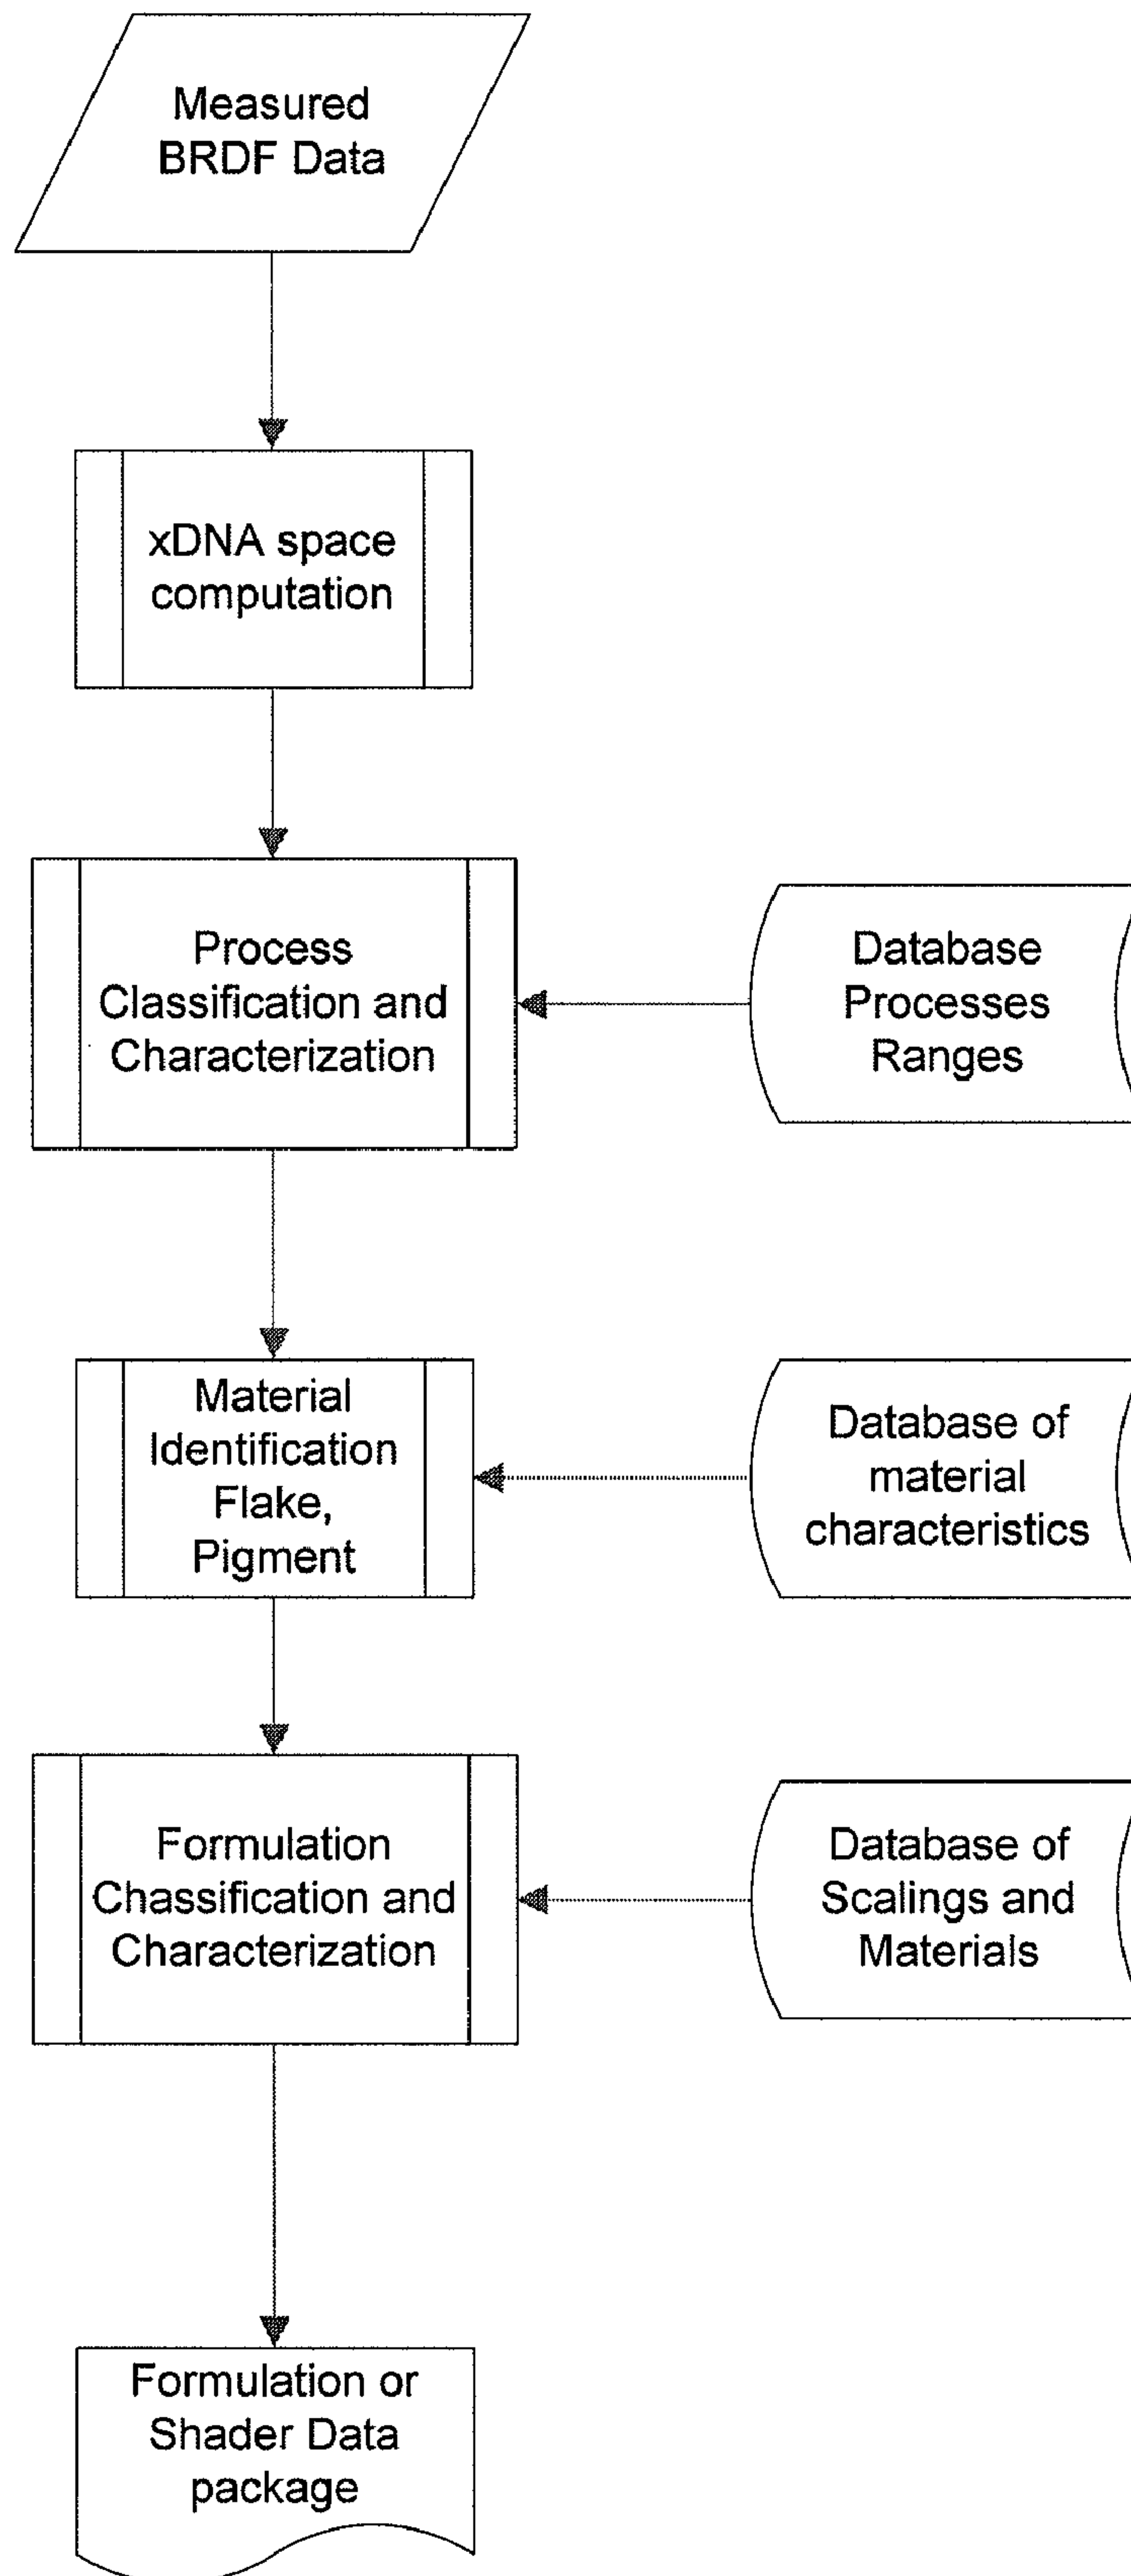 Measured
BRDF Data
xDNA space
computation
Process
Classification and
Characterization
Database
Processes
Ranges
Material
Identification
Flake,
Pigment
Database of
material
characteristics
Formulation
Chassification and
Characterization
Database of
Scalings and
Materials
Formulation or
Shader Data
package